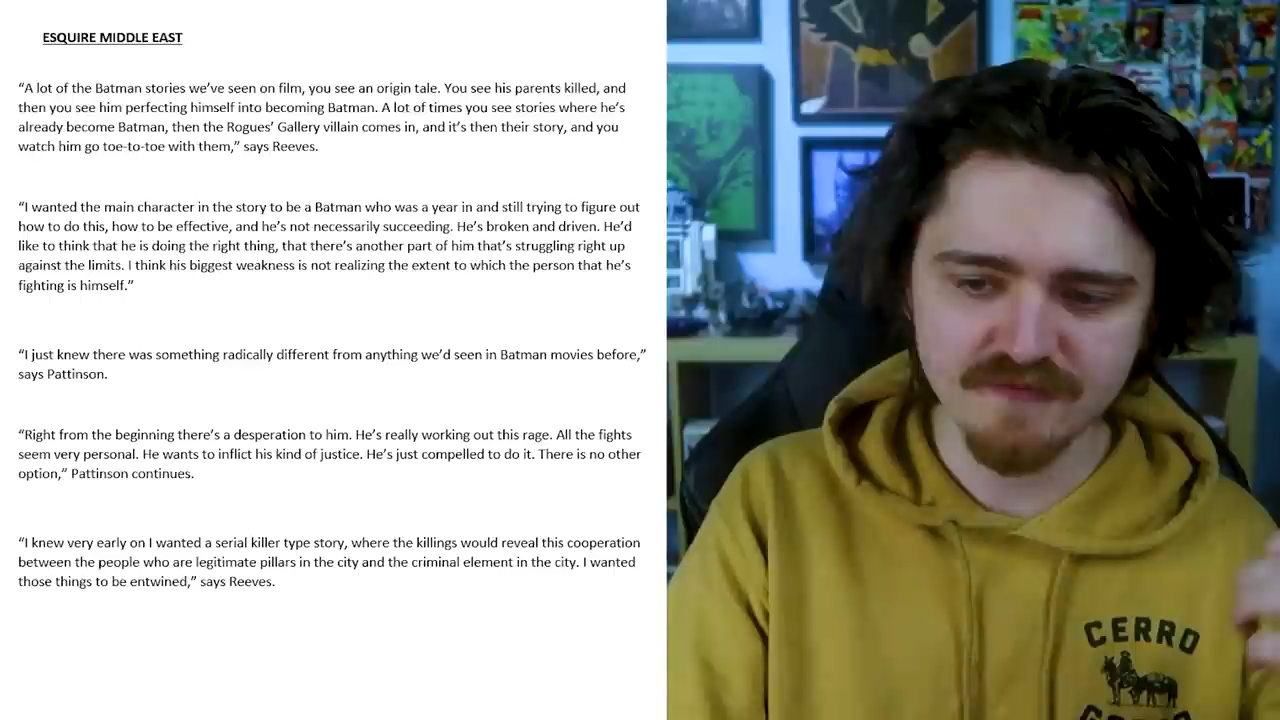 ESQUIRE MIDDLE EAST
“A lot of the Batman stories we’ve seen on film, you see an origin tale. You see his parents killed, and
then you see him perfecting himself into becoming Batman. A lot of times you see stories where he’s
already become Batman, then the Rogues’ Gallery villain comes in, and it’s then their story, and you
watch him go toe-to-toe with them,” says Reeves.
“I wanted the main character in the story to be a Batman who was a year in and still trying to figure out
how to do this, how to be effective, and he’s not necessarily succeeding. He’s broken and driven. He’d
like to think that he is doing the right thing, that there’s another part of him that’s struggling right up
against the limits. I think his biggest weakness is not realizing the extent to which the person that he’s
fighting is himself.”
“I just knew there was something radically different from anything we’d seen in Batman movies before,”
says Pattinson.
“Right from the beginning there’s a desperation to him. He’s really working out this rage. All the fights
seem very personal. He wants to inflict his kind of justice. He’s just compelled to do it. There is no other
option,” Pattinson continues.
“I knew very early on I wanted a serial killer type story, where the killings would reveal this cooperation
between the people who are legitimate pillars in the city and the criminal element in the city. I wanted
those things to be entwined,” says Reeves.
CERRO